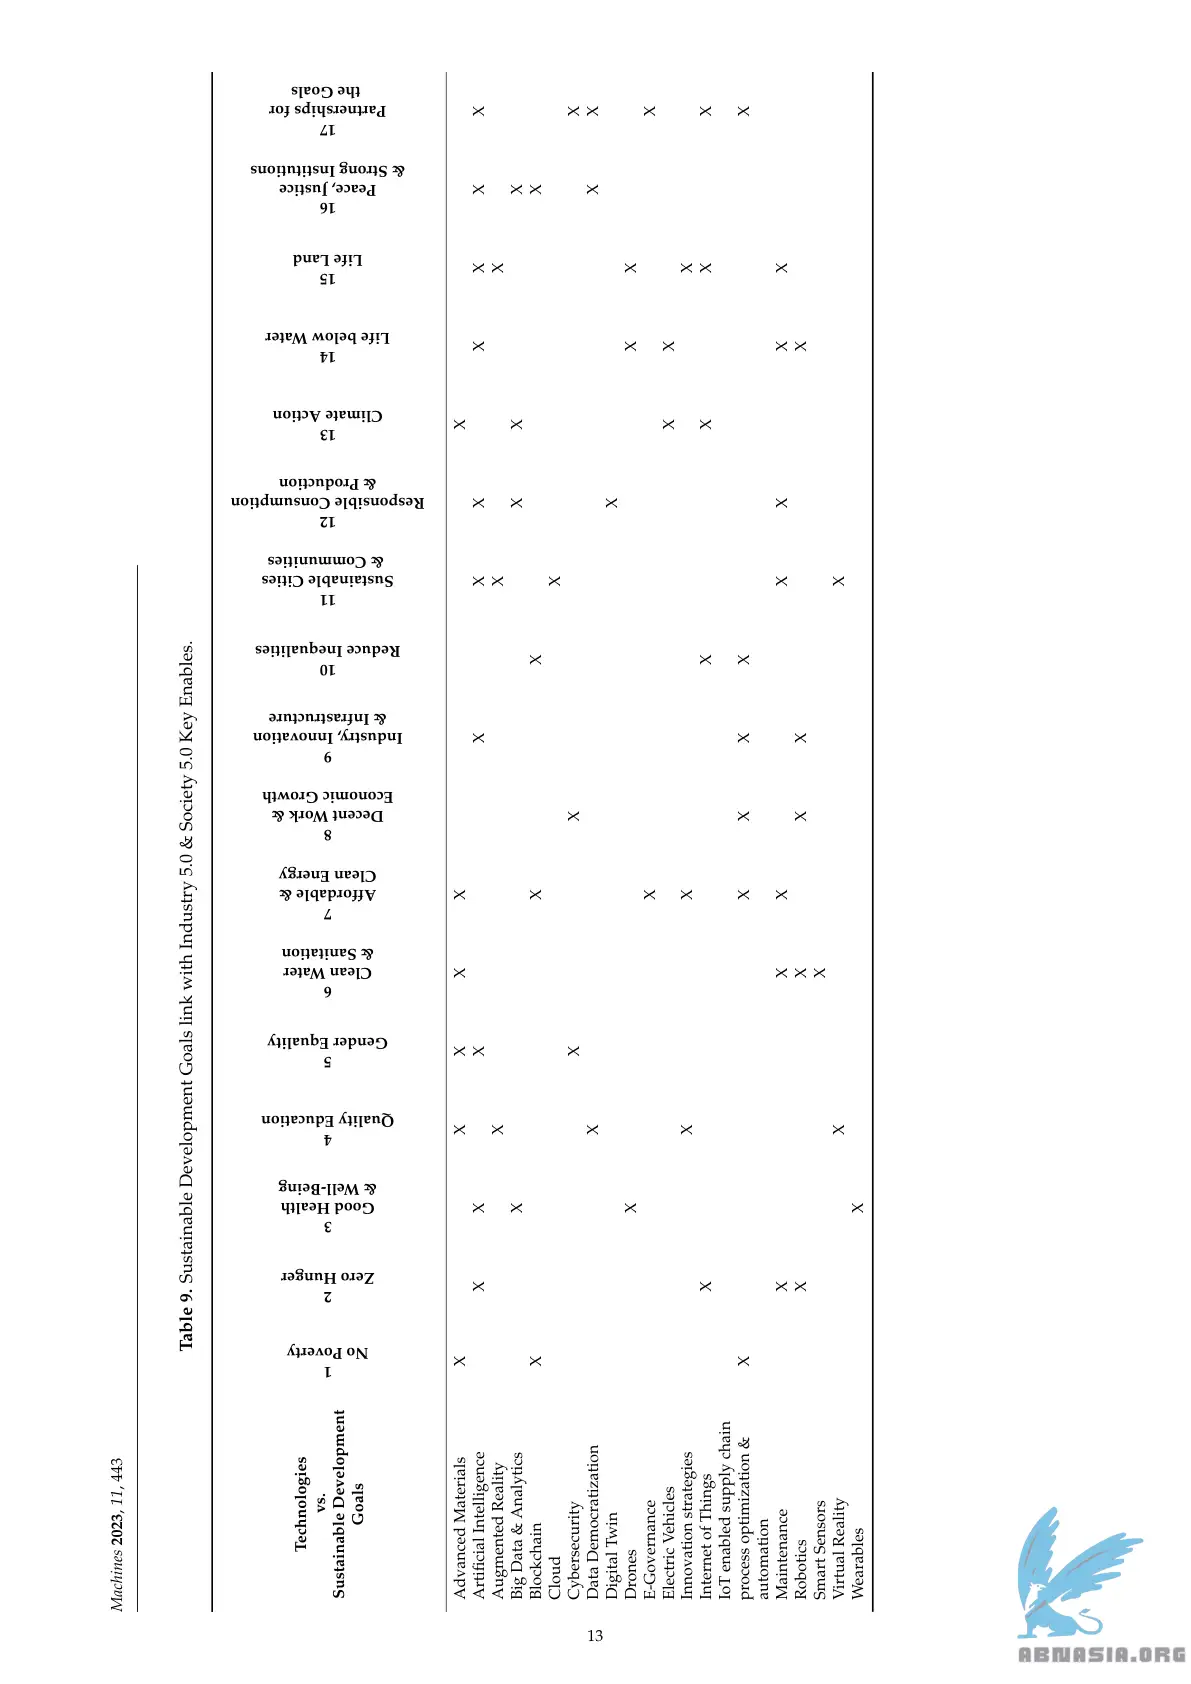 Machines 2023, 11, 443
Table 9. Sustainable Development Goals link with Industry 5.0 & Society 5.0 Key Enables.
Technologies
vs.
Sustainable Development
Goals
1
No Poverty
2
Zero Hunger
3
Good Health
& Well-Being
4
Quality Education
5
Gender Equality
6
Clean Water
& Sanitation
7
Affordable &
Clean Energy
8
Decent Work &
Economic Growth
9
Industry, Innovation
& Infrastructure
10
Reduce Inequalities
11
Sustainable Cities
& Communities
12
Responsible Consumption
& Production
13
Climate Action
14
Life below Water
15
Life Land
16
Peace, Justice
& Strong Institutions
17
Partnerships for
the Goals
Advanced Materials X X X X X X
Artificial Intelligence X X X X X X X X X X
Augmented Reality X X X
Big Data & Analytics X X X X
Blockchain X X X X
Cloud X
Cybersecurity X X X
Data Democratization X X X
Digital Twin X
Drones X X X
E-Governance X X
Electric Vehicles X X
Innovation strategies X X X
Internet of Things X X X X X
IoT enabled supply chain
process optimization & X X X X X X
automation
Maintenance X X X X X X X
Robotics X X X X X
Smart Sensors X
Virtual Reality X X
Wearables X
13
ABNASIA.ORG